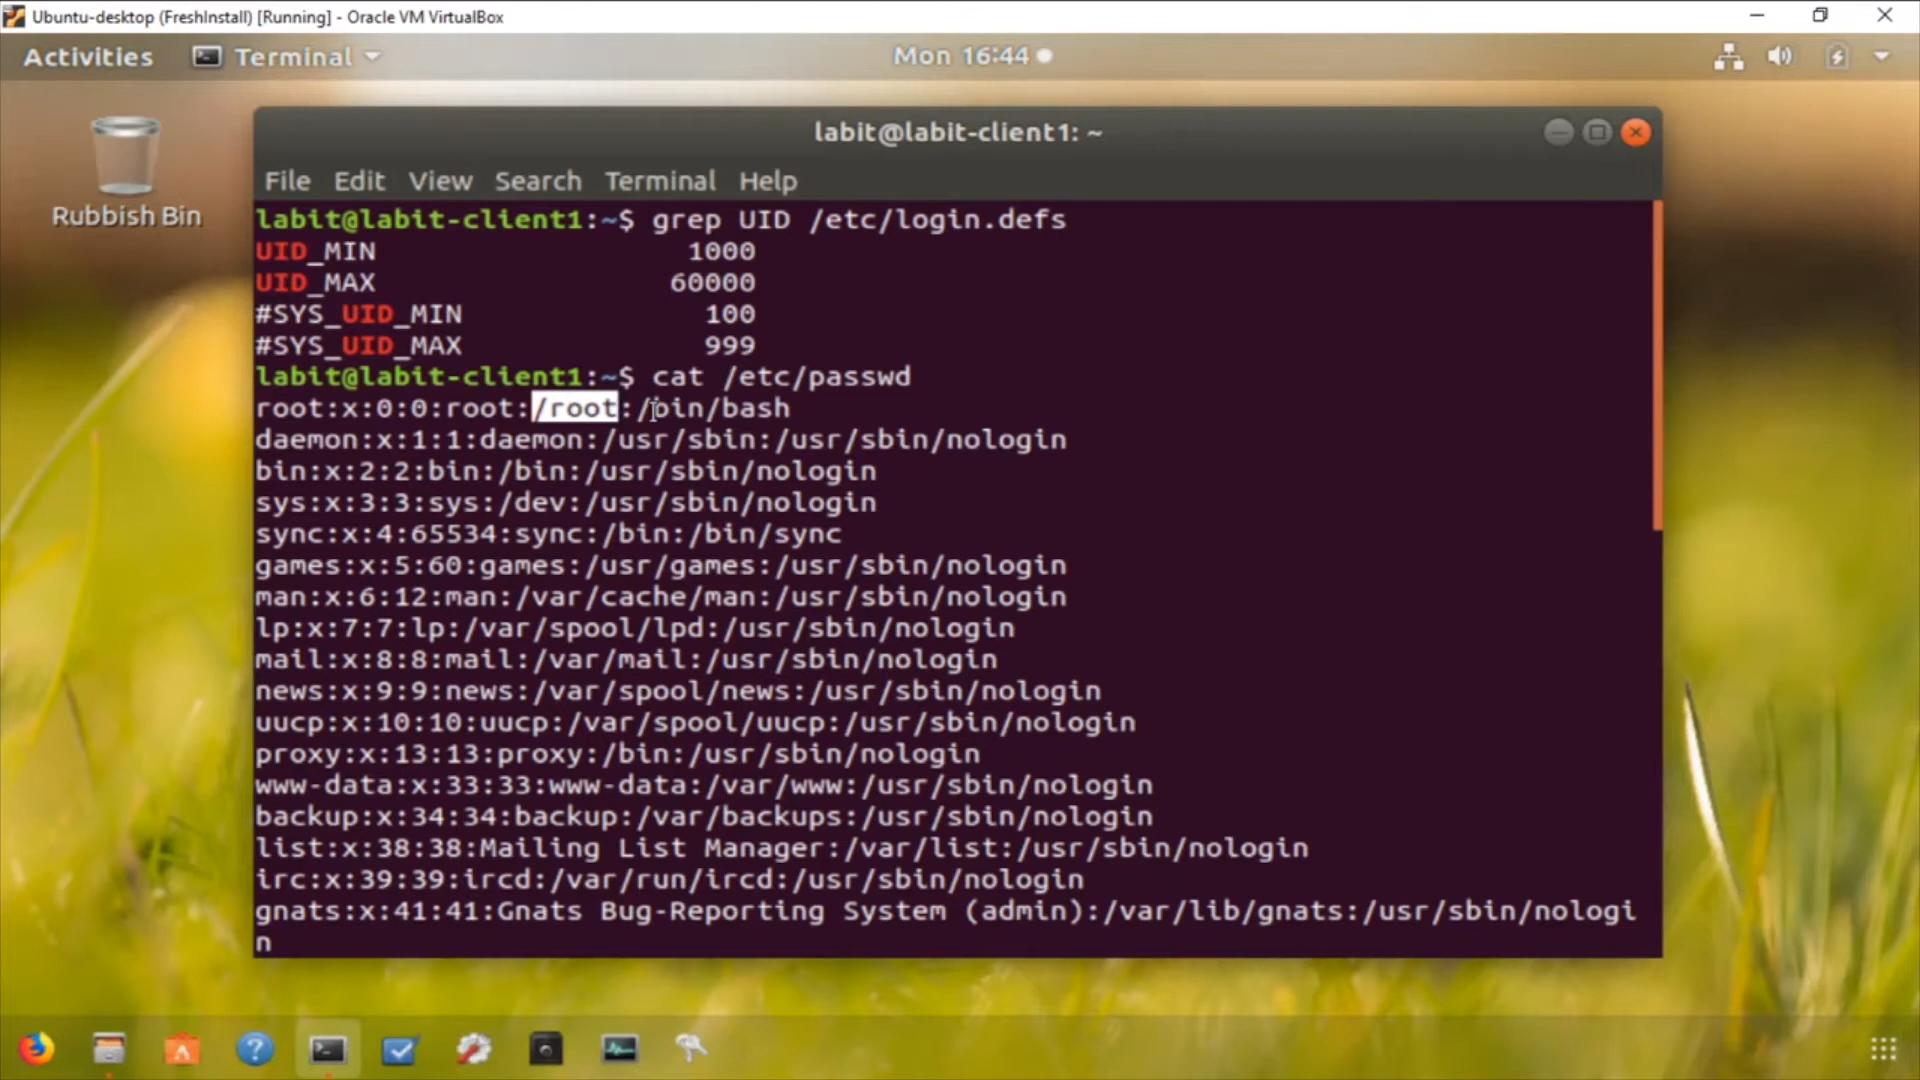 Ubuntu-desktop (FreshInstall) [Running] - Oracle VM VirtualBox
Activities Terminal Mon 16:44
Rubbish Bin
labit@labit-client1: ~
File Edit View Search Terminal Help
labit@labit-client1:~$ grep UID /etc/login.defs
UID_MIN 1000
UID_MAX 60000
#SYS_UID_MIN 100
#SYS_UID_MAX 999
labit@labit-client1:~$ cat /etc/passwd
root:x:0:0:root:/root:/bin/bash
daemon:x:1:1:daemon:/usr/sbin:/usr/sbin/nologin
bin:x:2:2:bin:/bin:/usr/sbin/nologin
sys:x:3:3:sys:/dev:/usr/sbin/nologin
sync:x:4:65534:sync:/bin:/bin/sync
games:x:5:60:games:/usr/games:/usr/sbin/nologin
man:x:6:12:man:/var/cache/man:/usr/sbin/nologin
lp:x:7:7:lp:/var/spool/lpd:/usr/sbin/nologin
mail:x:8:8:mail:/var/mail:/usr/sbin/nologin
news:x:9:9:news:/var/spool/news:/usr/sbin/nologin
uucp:x:10:10:uucp:/var/spool/uucp:/usr/sbin/nologin
proxy:x:13:13:proxy:/bin:/usr/sbin/nologin
www-data:x:33:33:www-data:/var/www:/usr/sbin/nologin
backup:x:34:34:backup:/var/backups:/usr/sbin/nologin
list:x:38:38:Mailing List Manager:/var/list:/usr/sbin/nologin
irc:x:39:39:ircd:/var/run/ircd:/usr/sbin/nologin
gnats:x:41:41:Gnats Bug-Reporting System (admin):/var/lib/gnats:/usr/sbin/nologi
n